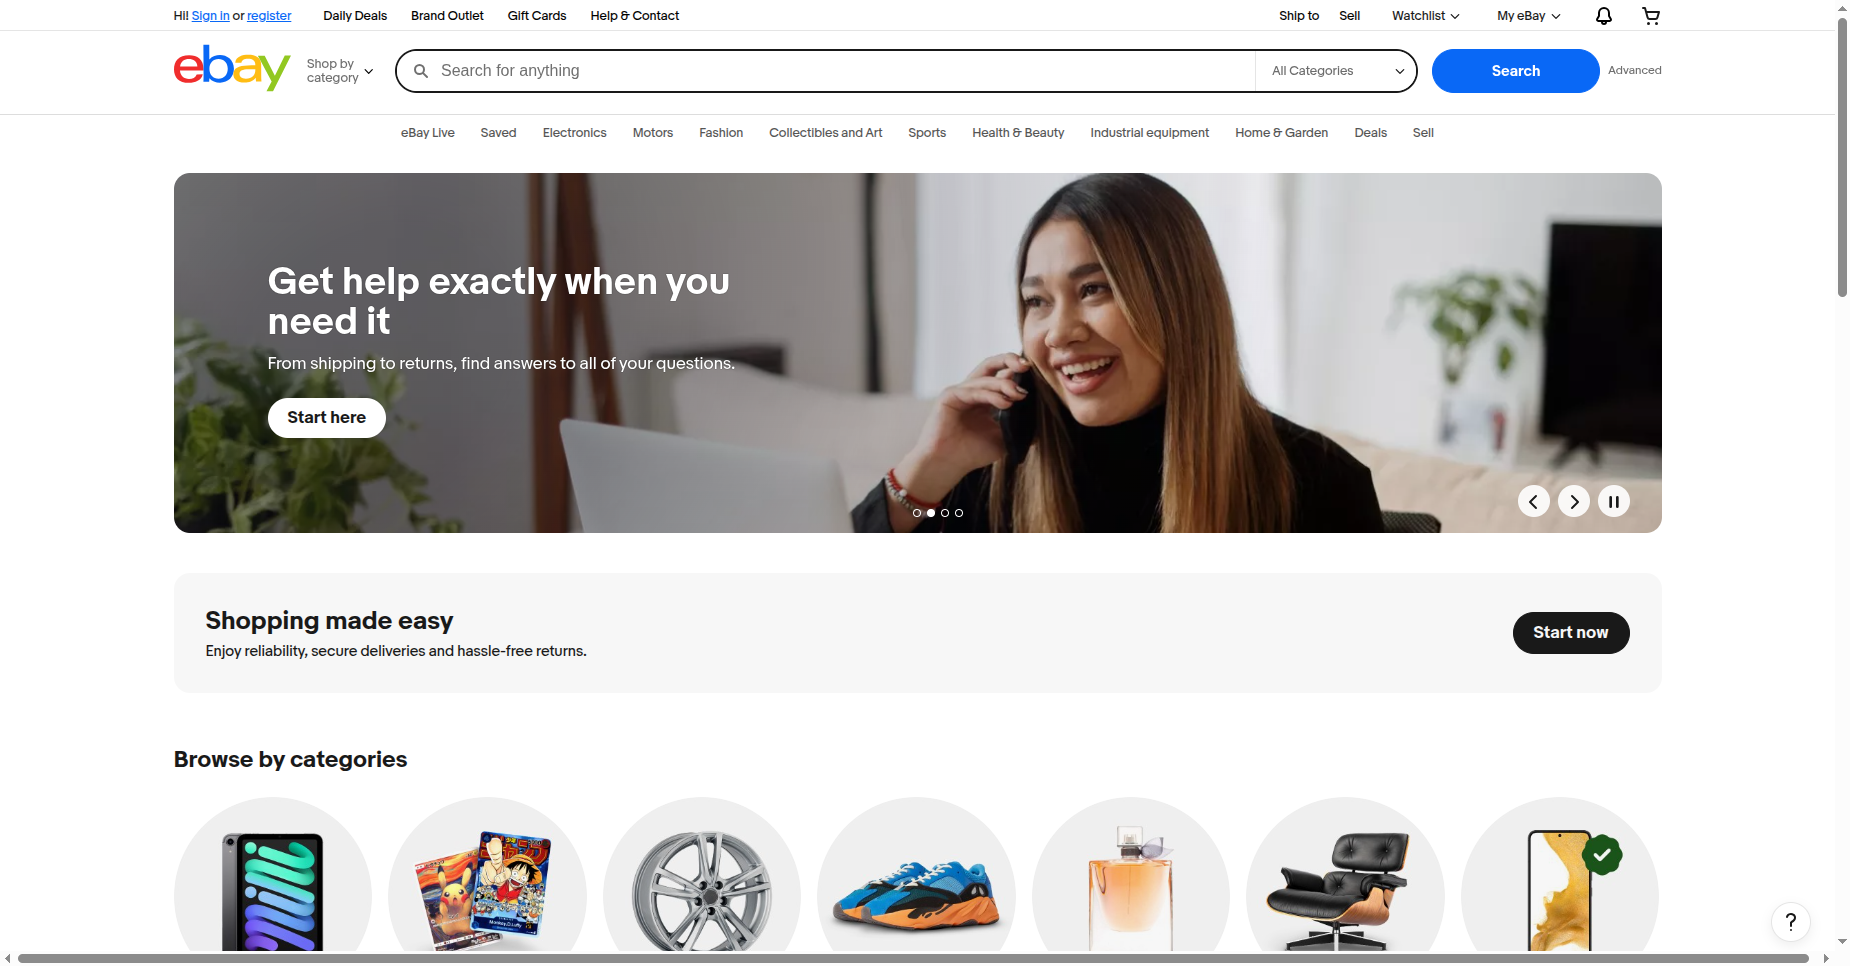 Hi! Sign in or register
Daily Deals
Brand Outlet
Gift Cards
Help & Contact
Ship to
Sell
Watchlist
My eBay
ebay
Shop by
category
Search for anything
All Categories
Search
Advanced
eBay Live
Saved
Electronics
Motors
Fashion
Collectibles and Art
Sports
Health & Beauty
Industrial equipment
Home & Garden
Deals
Sell
Get help exactly when you
need it
From shipping to returns, find answers to all of your questions.
Start here
Shopping made easy
Enjoy reliability, secure deliveries and hassle-free returns.
Start now
Browse by categories
?